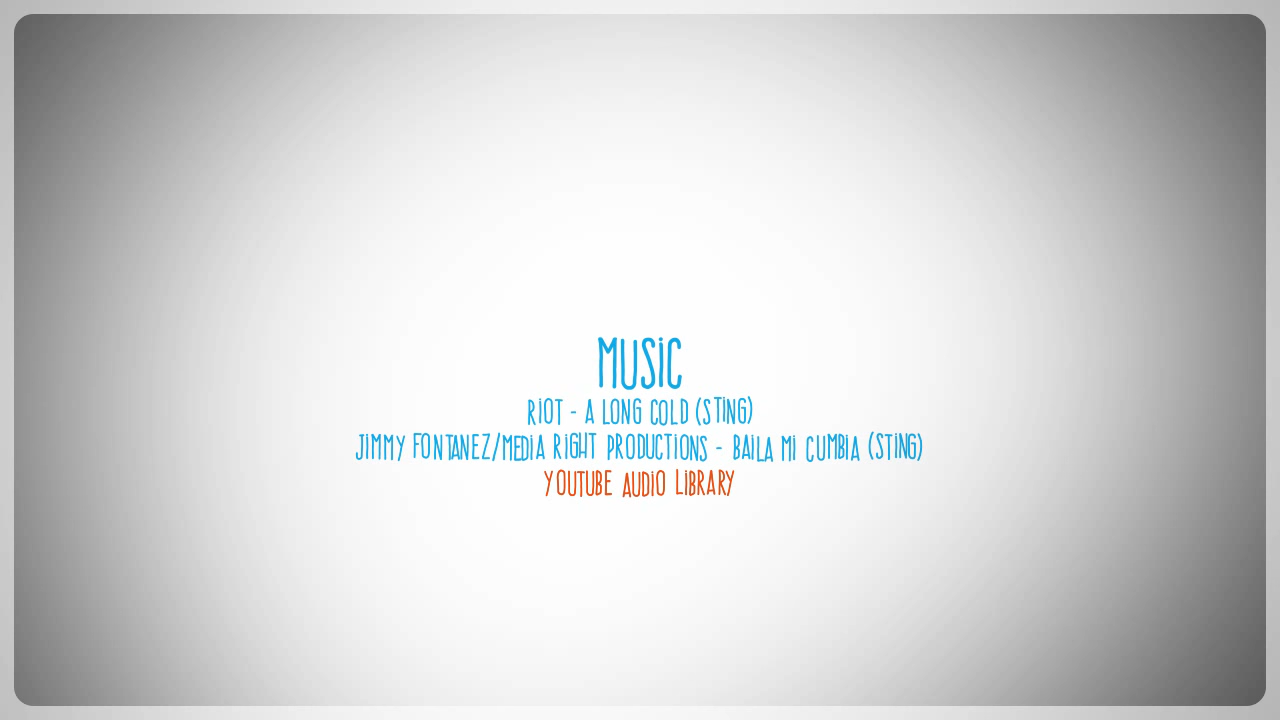 MUSIC
RIOT - A LONG COLD (STING)
JIMMY FONTANEZ/MEDIA RIGHT PRODUCTIONS - BAILA MI CUMBIA (STING)
YOUTUBE AUDIO LIBRARY